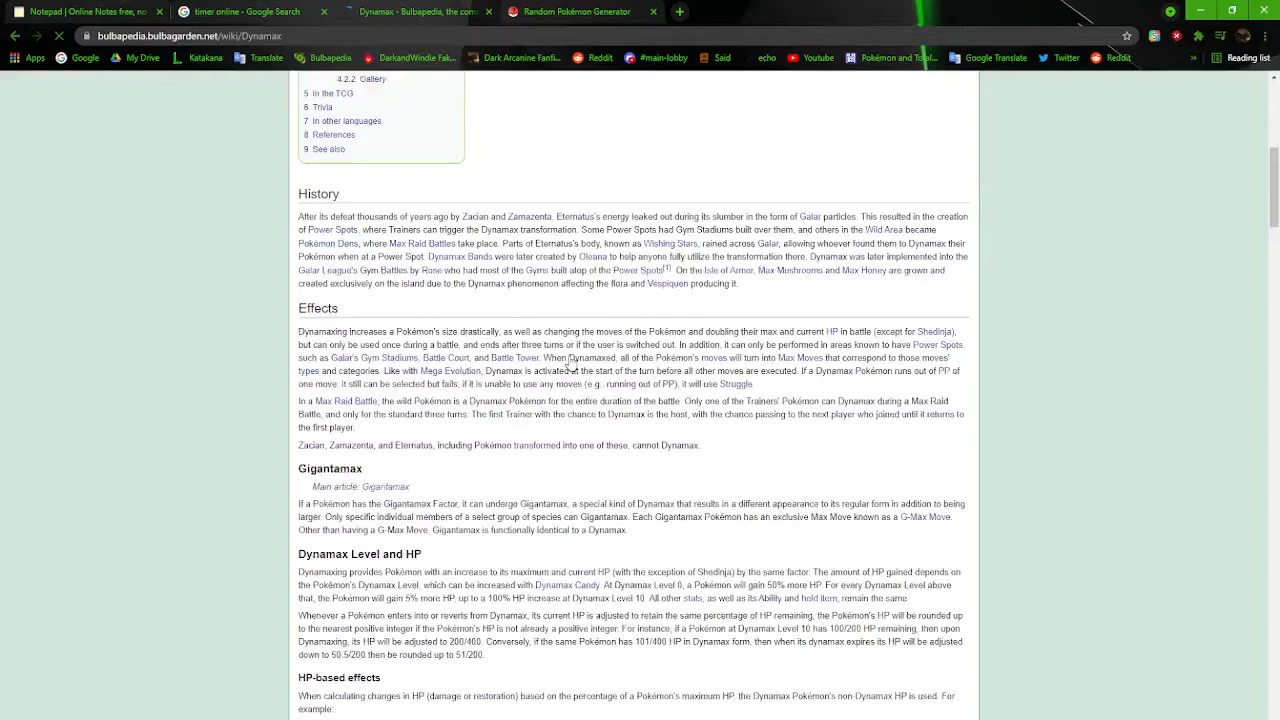 Notepad | Online Notes free, no
timer online - Google Search
Dynamax - Bulbapedia, the com
Random Pokémon Generator
bulbapedia.bulbagarden.net/wiki/Dynamax
Apps Google My Drive Katakana Translate Bulbapedia DarkandWindie Fak... Dark Arcanine Fanfi... Reddit #main-lobby Said echo Youtube Pokémon and Total... Google Translate Twitter Reddit » Reading list
4.2.2 Gallery
5 In the TCG
6 Trivia
7 In other languages
8 References
9 See also
History
After its defeat thousands of years ago by Zacian and Zamazenta, Eternatus's energy leaked out during its slumber in the form of Galar particles. This resulted in the creation
of Power Spots, where Trainers can trigger the Dynamax transformation. Some Power Spots had Gym Stadiums built over them, and others in the Wild Area became
Pokémon Dens, where Max Raid Battles take place. Parts of Eternatus's body, known as Wishing Stars, rained across Galar, allowing whoever found them to Dynamax their
Pokémon when at a Power Spot. Dynamax Bands were later created by Oleana to help anyone fully utilize the transformation there. Dynamax was later implemented into the
Galar League's Gym Battles by Rose who had most of the Gyms built atop of the Power Spots[1]. On the Isle of Armor, Max Mushrooms and Max Honey are grown and
created exclusively on the island due to the Dynamax phenomenon affecting the flora and Vespiquen producing it.
Effects
Dynamaxing increases a Pokémon's size drastically, as well as changing the moves of the Pokémon and doubling their max and current HP in battle (except for Shedinja),
but can only be used once during a battle, and ends after three turns or if the user is switched out. In addition, it can only be performed in areas known to have Power Spots,
such as Galar's Gym Stadiums, Battle Court, and Battle Tower. When Dynamaxed, all of the Pokémon's moves will turn into Max Moves that correspond to those moves'
types and categories. Like with Mega Evolution, Dynamax is activated at the start of the turn before all other moves are executed. If a Dynamax Pokémon runs out of PP of
one move, it still can be selected but fails; if it is unable to use any moves (e.g., running out of PP), it will use Struggle.
In a Max Raid Battle, the wild Pokémon is a Dynamax Pokémon for the entire duration of the battle. Only one of the Trainers' Pokémon can Dynamax during a Max Raid
Battle, and only for the standard three turns. The first Trainer with the chance to Dynamax is the host, with the chance passing to the next player who joined until it returns to
the first player.
Zacian, Zamazenta, and Eternatus, including Pokémon transformed into one of these, cannot Dynamax.
Gigantamax
Main article: Gigantamax
If a Pokémon has the Gigantamax Factor, it can undergo Gigantamax, a special kind of Dynamax that results in a different appearance to its regular form in addition to being
larger. Only specific individual members of a select group of species can Gigantamax. Each Gigantamax Pokémon has an exclusive Max Move known as a G-Max Move.
Other than having a G-Max Move, Gigantamax is functionally identical to a Dynamax.
Dynamax Level and HP
Dynamaxing provides Pokémon with an increase to its maximum and current HP (with the exception of Shedinja) by the same factor. The amount of HP gained depends on
the Pokémon's Dynamax Level, which can be increased with Dynamax Candy. At Dynamax Level 0, a Pokémon will gain 50% more HP. For every Dynamax Level above
that, the Pokémon will gain 5% more HP, up to a 100% HP increase at Dynamax Level 10. All other stats, as well as its Ability and held item, remain the same.
Whenever a Pokémon enters into or reverts from Dynamax, its current HP is adjusted to retain the same percentage of HP remaining, the Pokémon's HP will be rounded up
to the nearest positive integer if the Pokémon's HP is not already a positive integer. For instance, if a Pokémon at Dynamax Level 10 has 100/200 HP remaining, then upon
Dynamaxing, its HP will be adjusted to 200/400. Conversely, if the same Pokémon has 101/400 HP in Dynamax form, then when its dynamax expires its HP will be adjusted
down to 50.5/200 then be rounded up to 51/200.
HP-based effects
When calculating changes in HP (damage or restoration) based on the percentage of a Pokémon's maximum HP, the Dynamax Pokémon's non-Dynamax HP is used. For
example: